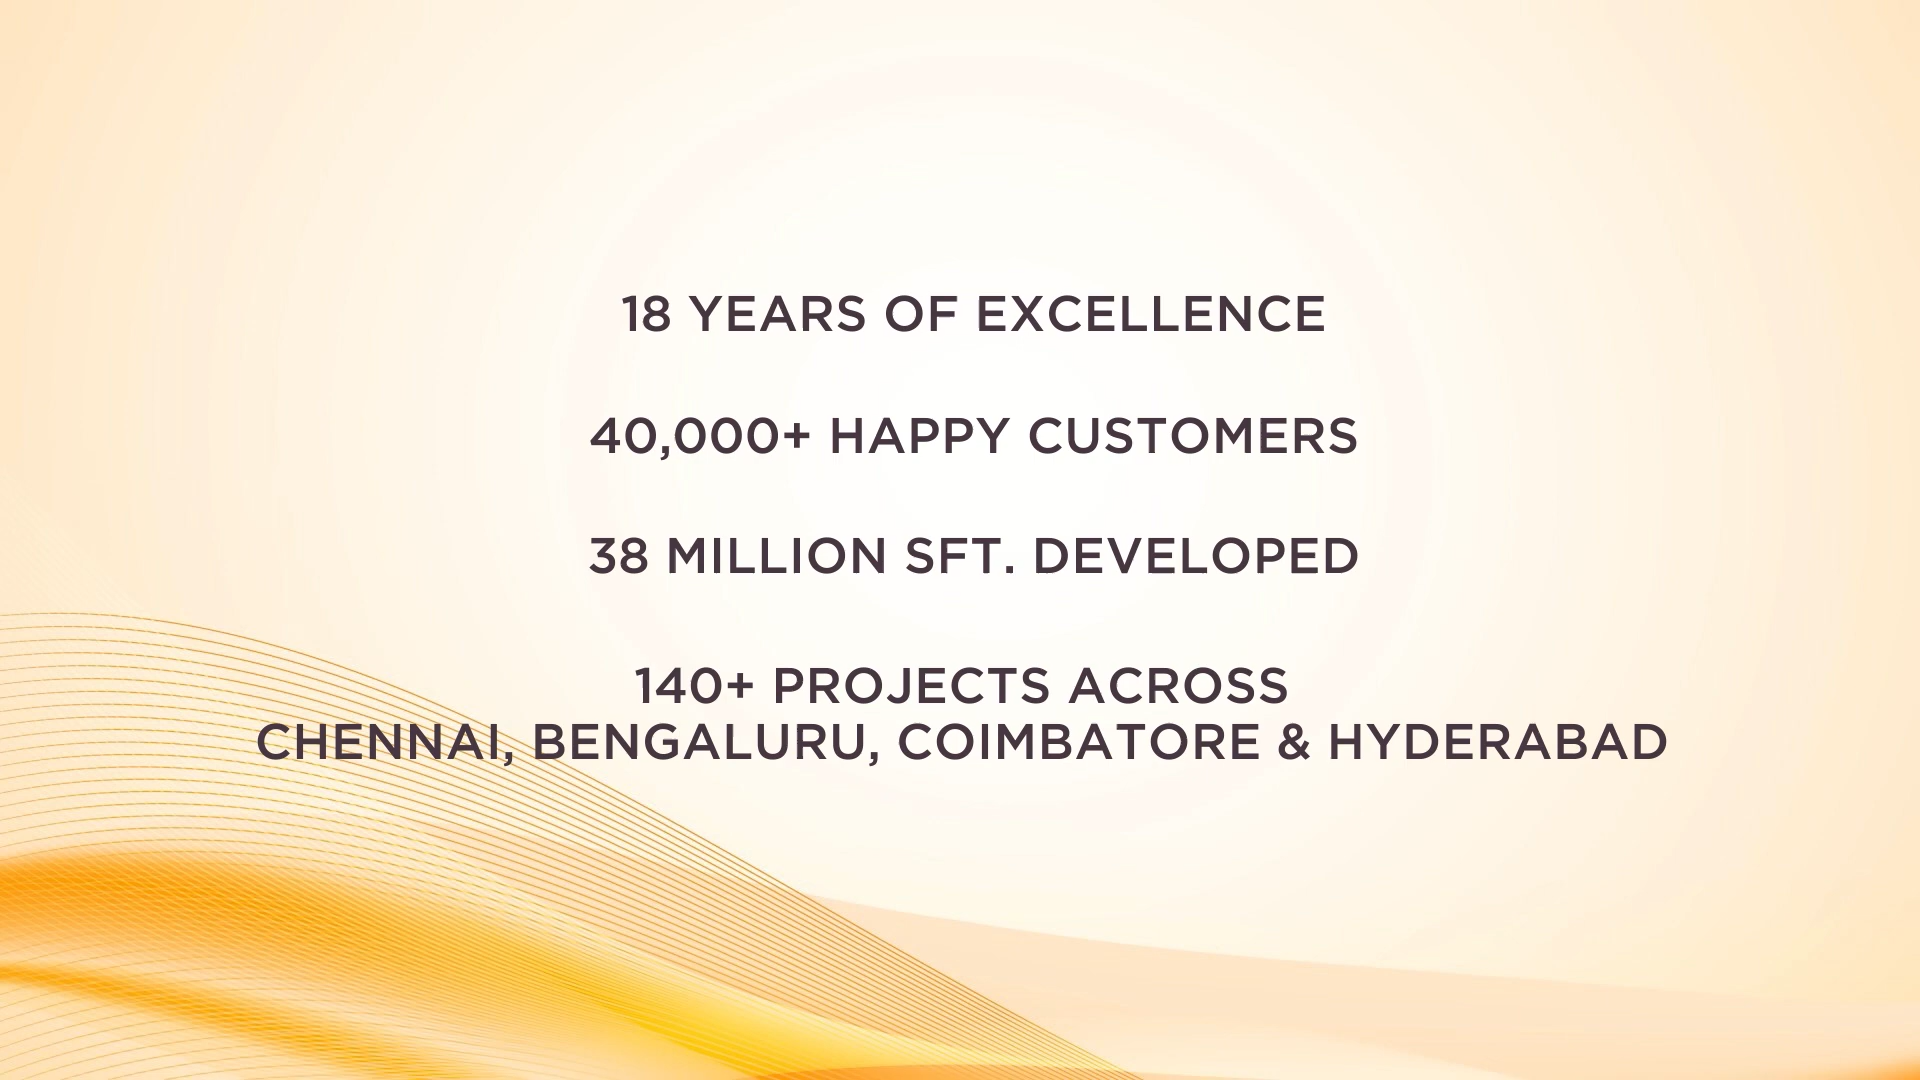 18 YEARS OF EXCELLENCE
40,000+ HAPPY CUSTOMERS
38 MILLION SFT. DEVELOPED
140+ PROJECTS ACROSS
CHENNAI, BENGALURU, COIMBATORE & HYDERABAD